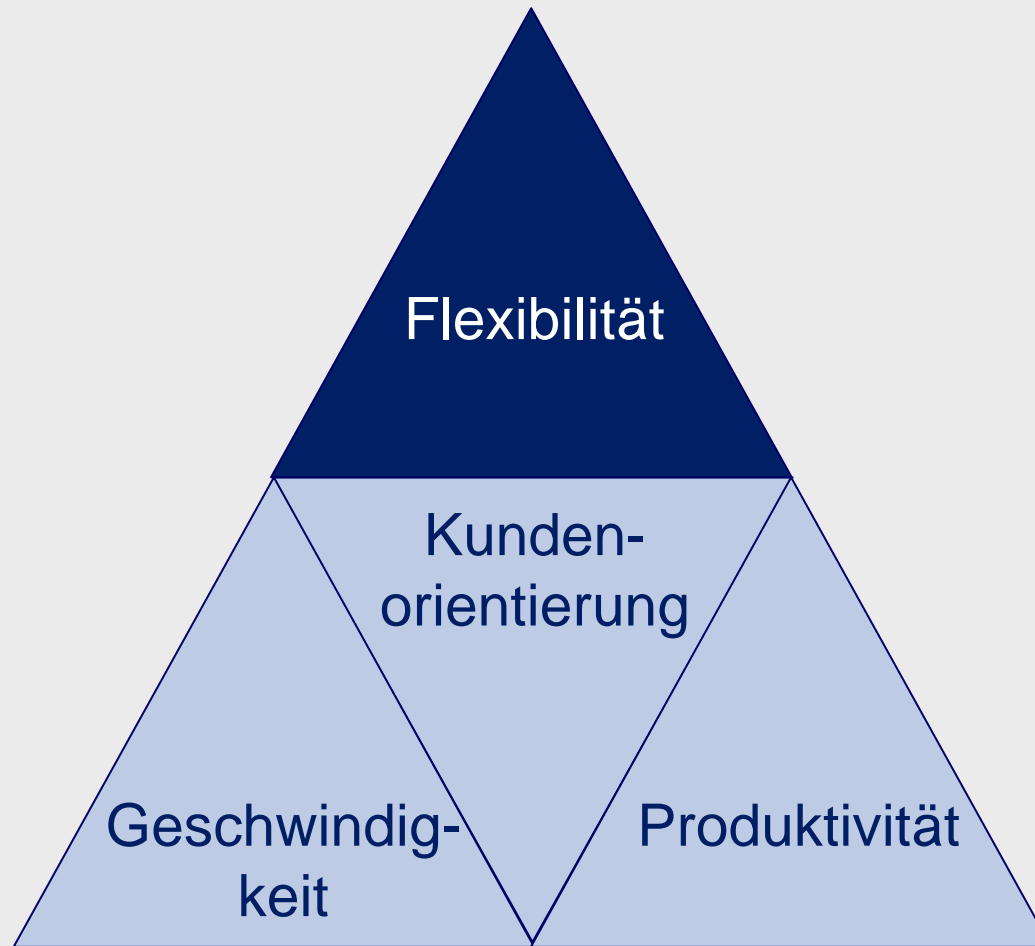 Flexibilität
Kunden-
orientierung
Geschwindig-
keit
Produktivität